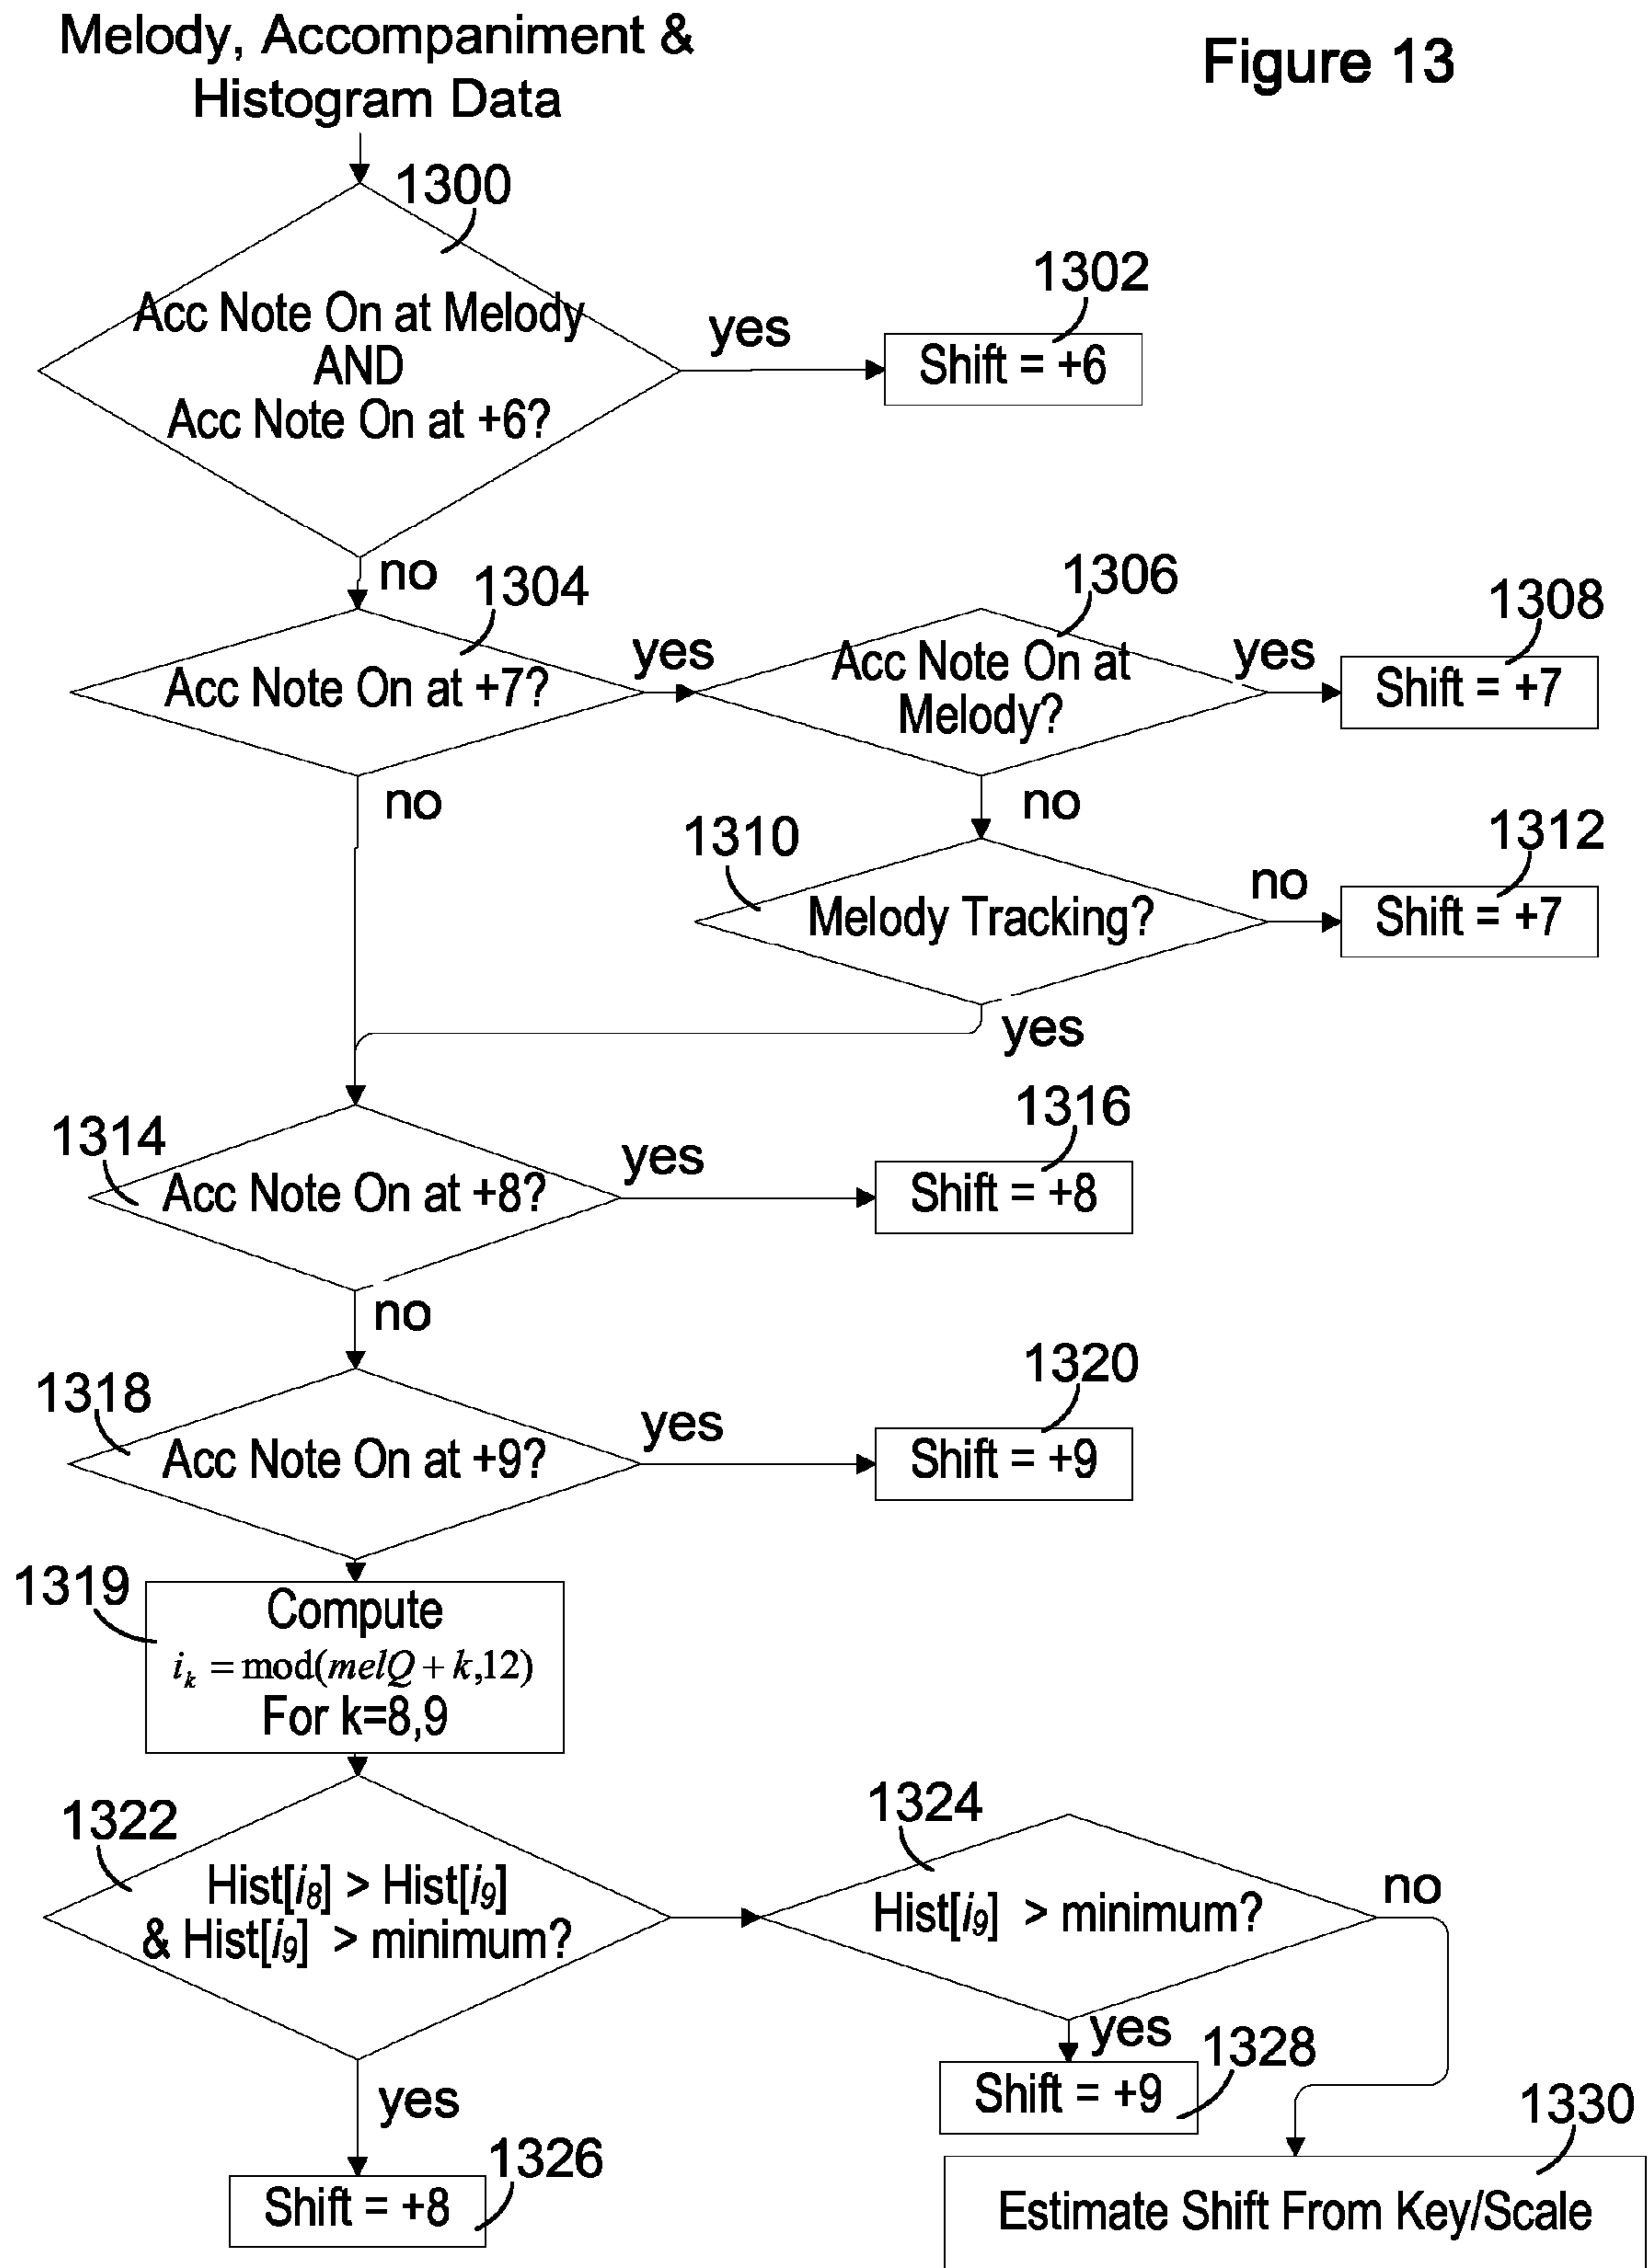 Melody, Accompaniment &
Histogram Data
Figure 13
1300
Acc Note On at Melody
AND
Acc Note On at +6?
yes
1302
Shift = +6
no
1304
Acc Note On at +7?
yes
1306
Acc Note On at
Melody?
yes
1308
Shift = +7
no
no
1310
Melody Tracking?
no
1312
Shift = +7
yes
1314
Acc Note On at +8?
yes
1316
Shift = +8
no
1318
Acc Note On at +9?
yes
1320
Shift = +9
1319
Compute
i_k = mod(melQ + k,12)
For k=8,9
1322
Hist[i8] > Hist[i9]
& Hist[i9] > minimum?
1324
Hist[i9] > minimum?
no
yes
1328
Shift = +9
yes
1326
Shift = +8
1330
Estimate Shift From Key/Scale